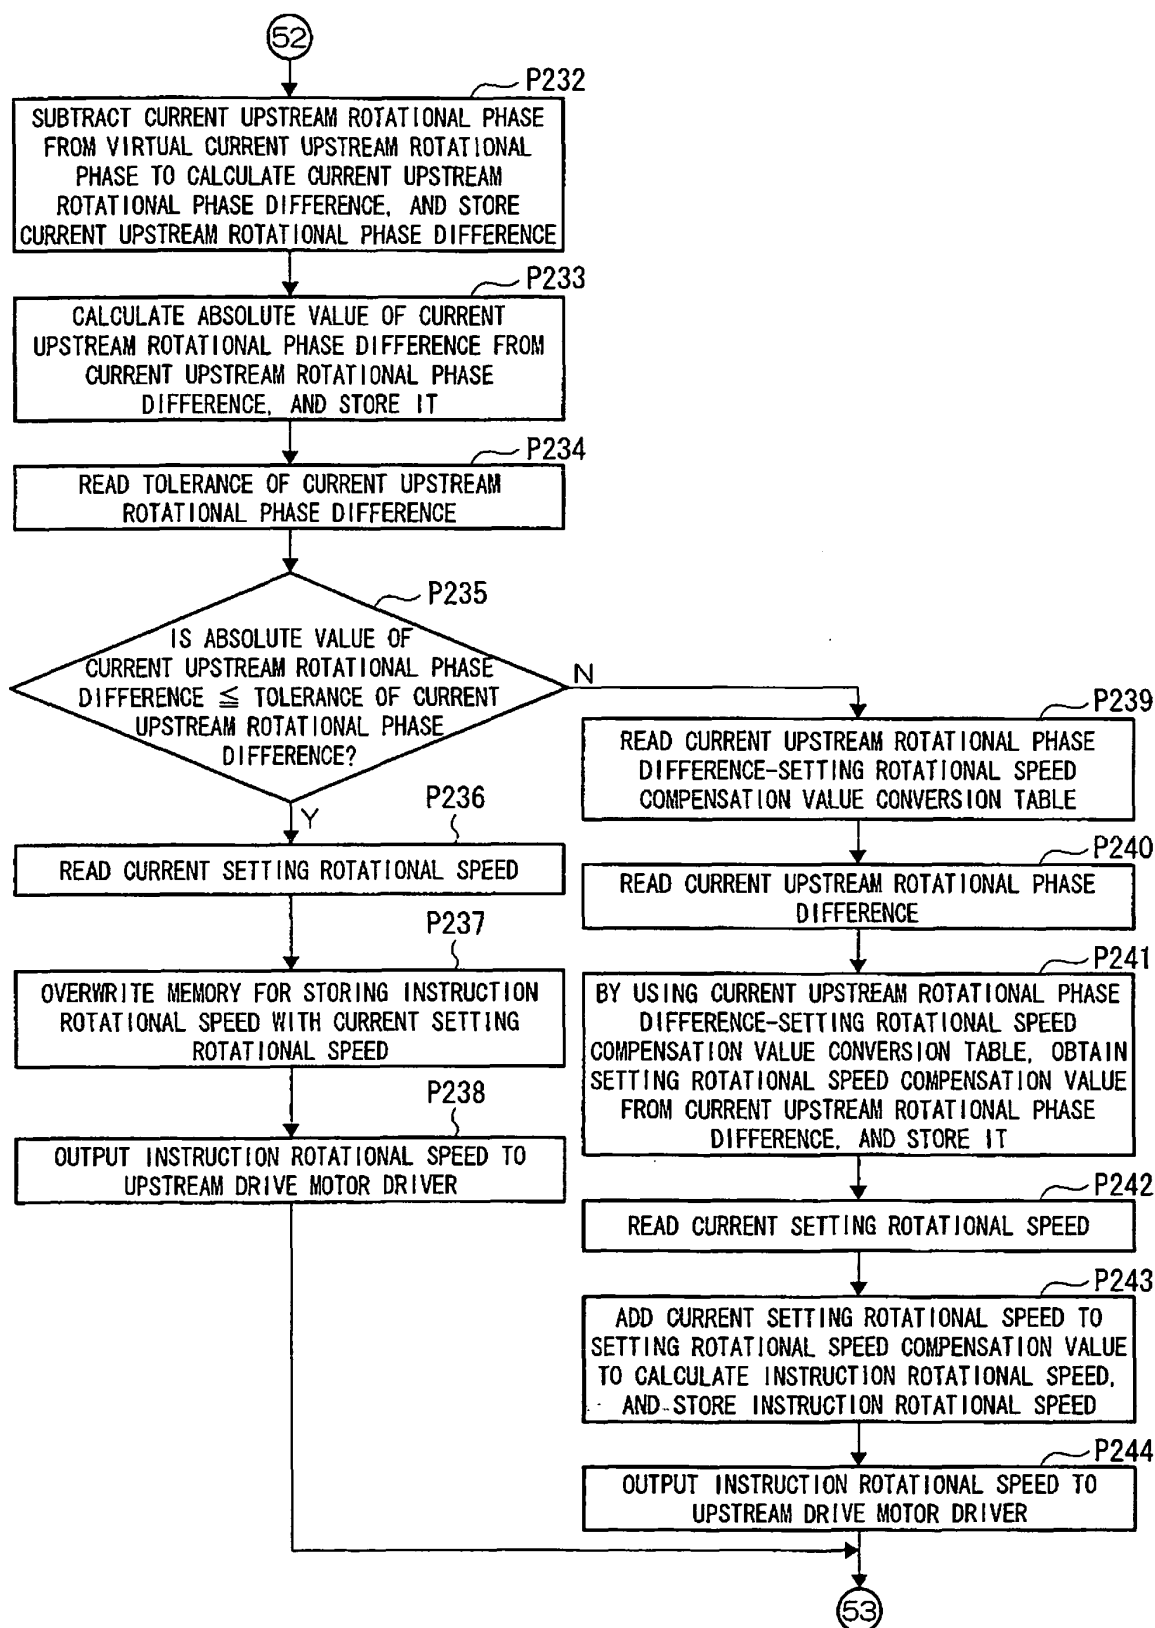 52
P232
SUBTRACT CURRENT UPSTREAM ROTATIONAL PHASE
FROM VIRTUAL CURRENT UPSTREAM ROTATIONAL
PHASE TO CALCULATE CURRENT UPSTREAM
ROTATIONAL PHASE DIFFERENCE, AND STORE
CURRENT UPSTREAM ROTATIONAL PHASE DIFFERENCE
P233
CALCULATE ABSOLUTE VALUE OF CURRENT
UPSTREAM ROTATIONAL PHASE DIFFERENCE FROM
CURRENT UPSTREAM ROTATIONAL PHASE
DIFFERENCE, AND STORE IT
P234
READ TOLERANCE OF CURRENT UPSTREAM
ROTATIONAL PHASE DIFFERENCE
P235
IS ABSOLUTE VALUE OF
CURRENT UPSTREAM ROTATIONAL PHASE
DIFFERENCE ≦ TOLERANCE OF CURRENT
UPSTREAM ROTATIONAL PHASE
DIFFERENCE?
Y
P236
READ CURRENT SETTING ROTATIONAL SPEED
P237
OVERWRITE MEMORY FOR STORING INSTRUCTION
ROTATIONAL SPEED WITH CURRENT SETTING
ROTATIONAL SPEED
P238
OUTPUT INSTRUCTION ROTATIONAL SPEED TO
UPSTREAM DRIVE MOTOR DRIVER
N
P239
READ CURRENT UPSTREAM ROTATIONAL PHASE
DIFFERENCE-SETTING ROTATIONAL SPEED
COMPENSATION VALUE CONVERSION TABLE
P240
READ CURRENT UPSTREAM ROTATIONAL PHASE
DIFFERENCE
P241
BY USING CURRENT UPSTREAM ROTATIONAL PHASE
DIFFERENCE-SETTING ROTATIONAL SPEED
COMPENSATION VALUE CONVERSION TABLE, OBTAIN
SETTING ROTATIONAL SPEED COMPENSATION VALUE
FROM CURRENT UPSTREAM ROTATIONAL PHASE
DIFFERENCE, AND STORE IT
P242
READ CURRENT SETTING ROTATIONAL SPEED
P243
ADD CURRENT SETTING ROTATIONAL SPEED TO
SETTING ROTATIONAL SPEED COMPENSATION VALUE
TO CALCULATE INSTRUCTION ROTATIONAL SPEED,
AND STORE INSTRUCTION ROTATIONAL SPEED
P244
OUTPUT INSTRUCTION ROTATIONAL SPEED TO
UPSTREAM DRIVE MOTOR DRIVER
53